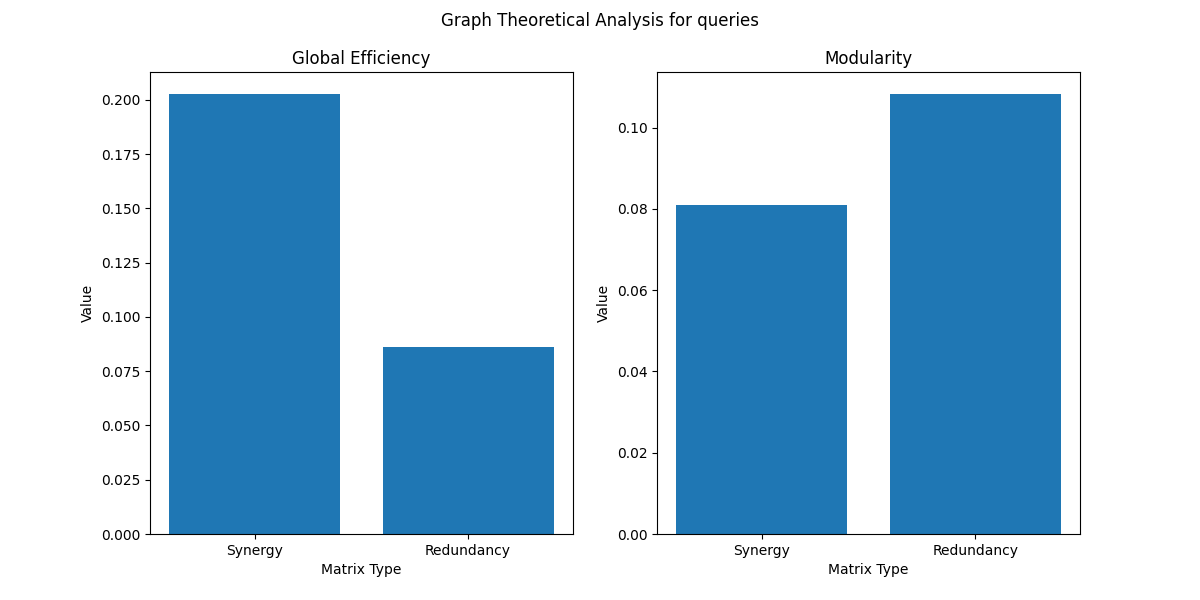 Graph Theoretical Analysis for queries
Global Efficiency
0.200
0.175
0.150
0.125
0.100
0.075
0.050
0.025
0.000
Value
Synergy
Redundancy
Matrix Type
Modularity
0.10
0.08
0.06
0.04
0.02
0.00
Value
Synergy
Redundancy
Matrix Type